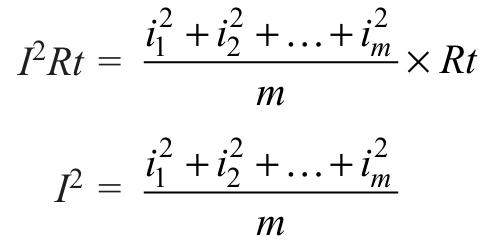 I²Rt = (i₁² + i₂² + ... + iₘ²) / m × Rt
I² = (i₁² + i₂² + ... + iₘ²) / m